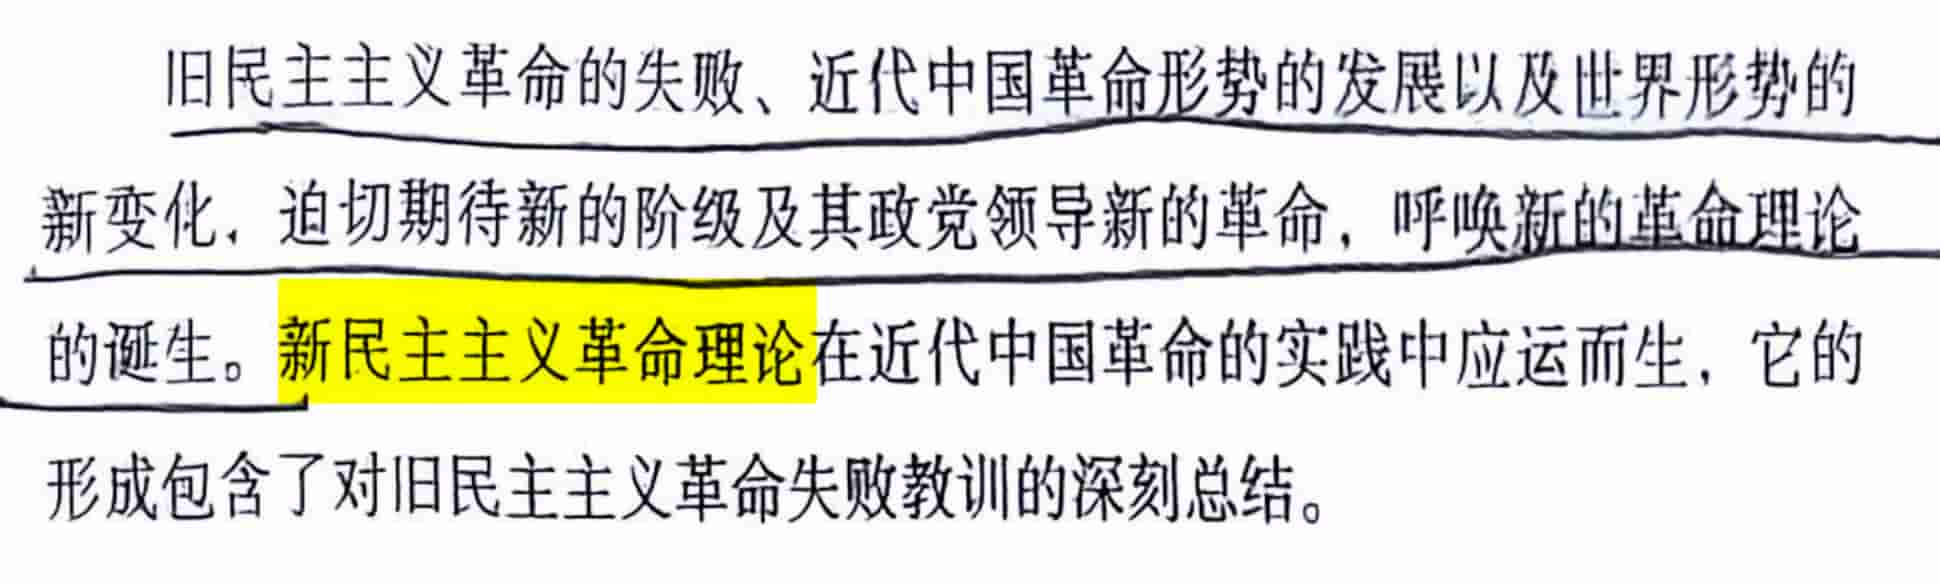 旧民主主义革命的失败、近代中国革命形势的发展以及世界形势的
新变化，迫切期待新的阶级及其政党领导新的革命，呼唤新的革命理论
的诞生。新民主主义革命理论在近代中国革命的实践中应运而生，它的
形成包含了对旧民主主义革命失败教训的深刻总结。